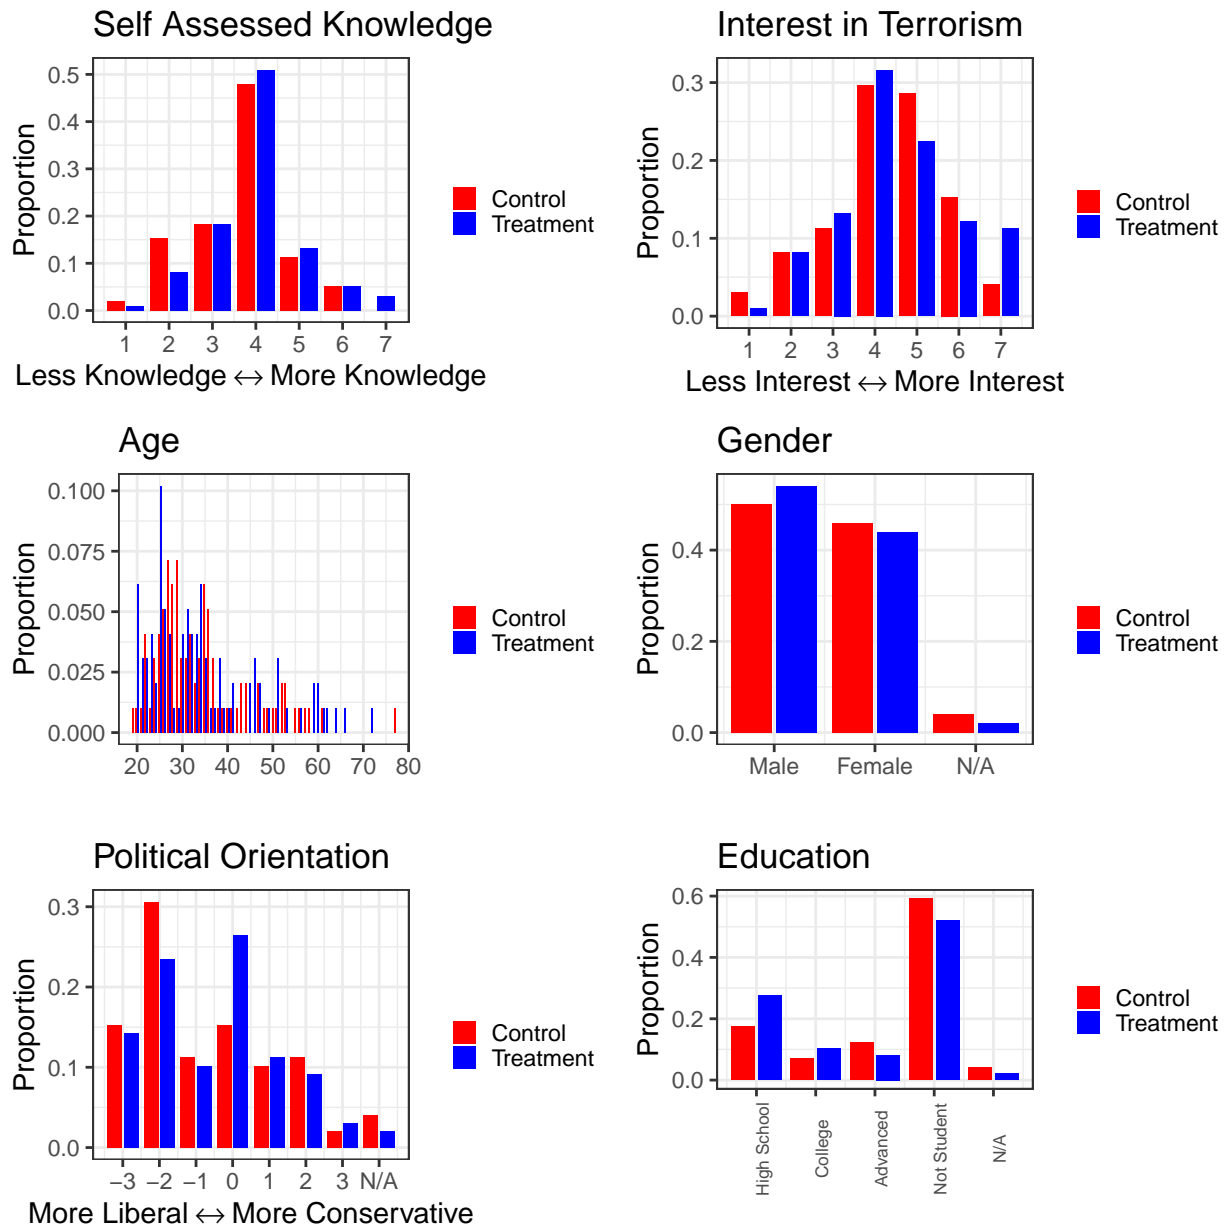 Self Assessed Knowledge
0.5
0.4
0.3
0.2
0.1
0.0
Proportion
1 2 3 4 5 6 7
Less Knowledge ↔ More Knowledge
Control
Treatment
Interest in Terrorism
0.3
0.2
0.1
0.0
Proportion
1 2 3 4 5 6 7
Less Interest ↔ More Interest
Control
Treatment
Age
0.100
0.075
0.050
0.025
0.000
Proportion
20 30 40 50 60 70 80
Control
Treatment
Gender
0.4
0.2
0.0
Proportion
Male Female N/A
Control
Treatment
Political Orientation
0.3
0.2
0.1
0.0
Proportion
−3 −2 −1 0 1 2 3 N/A
More Liberal ↔ More Conservative
Control
Treatment
Education
0.6
0.4
0.2
0.0
Proportion
High School
College
Advanced
Not Student
N/A
Control
Treatment